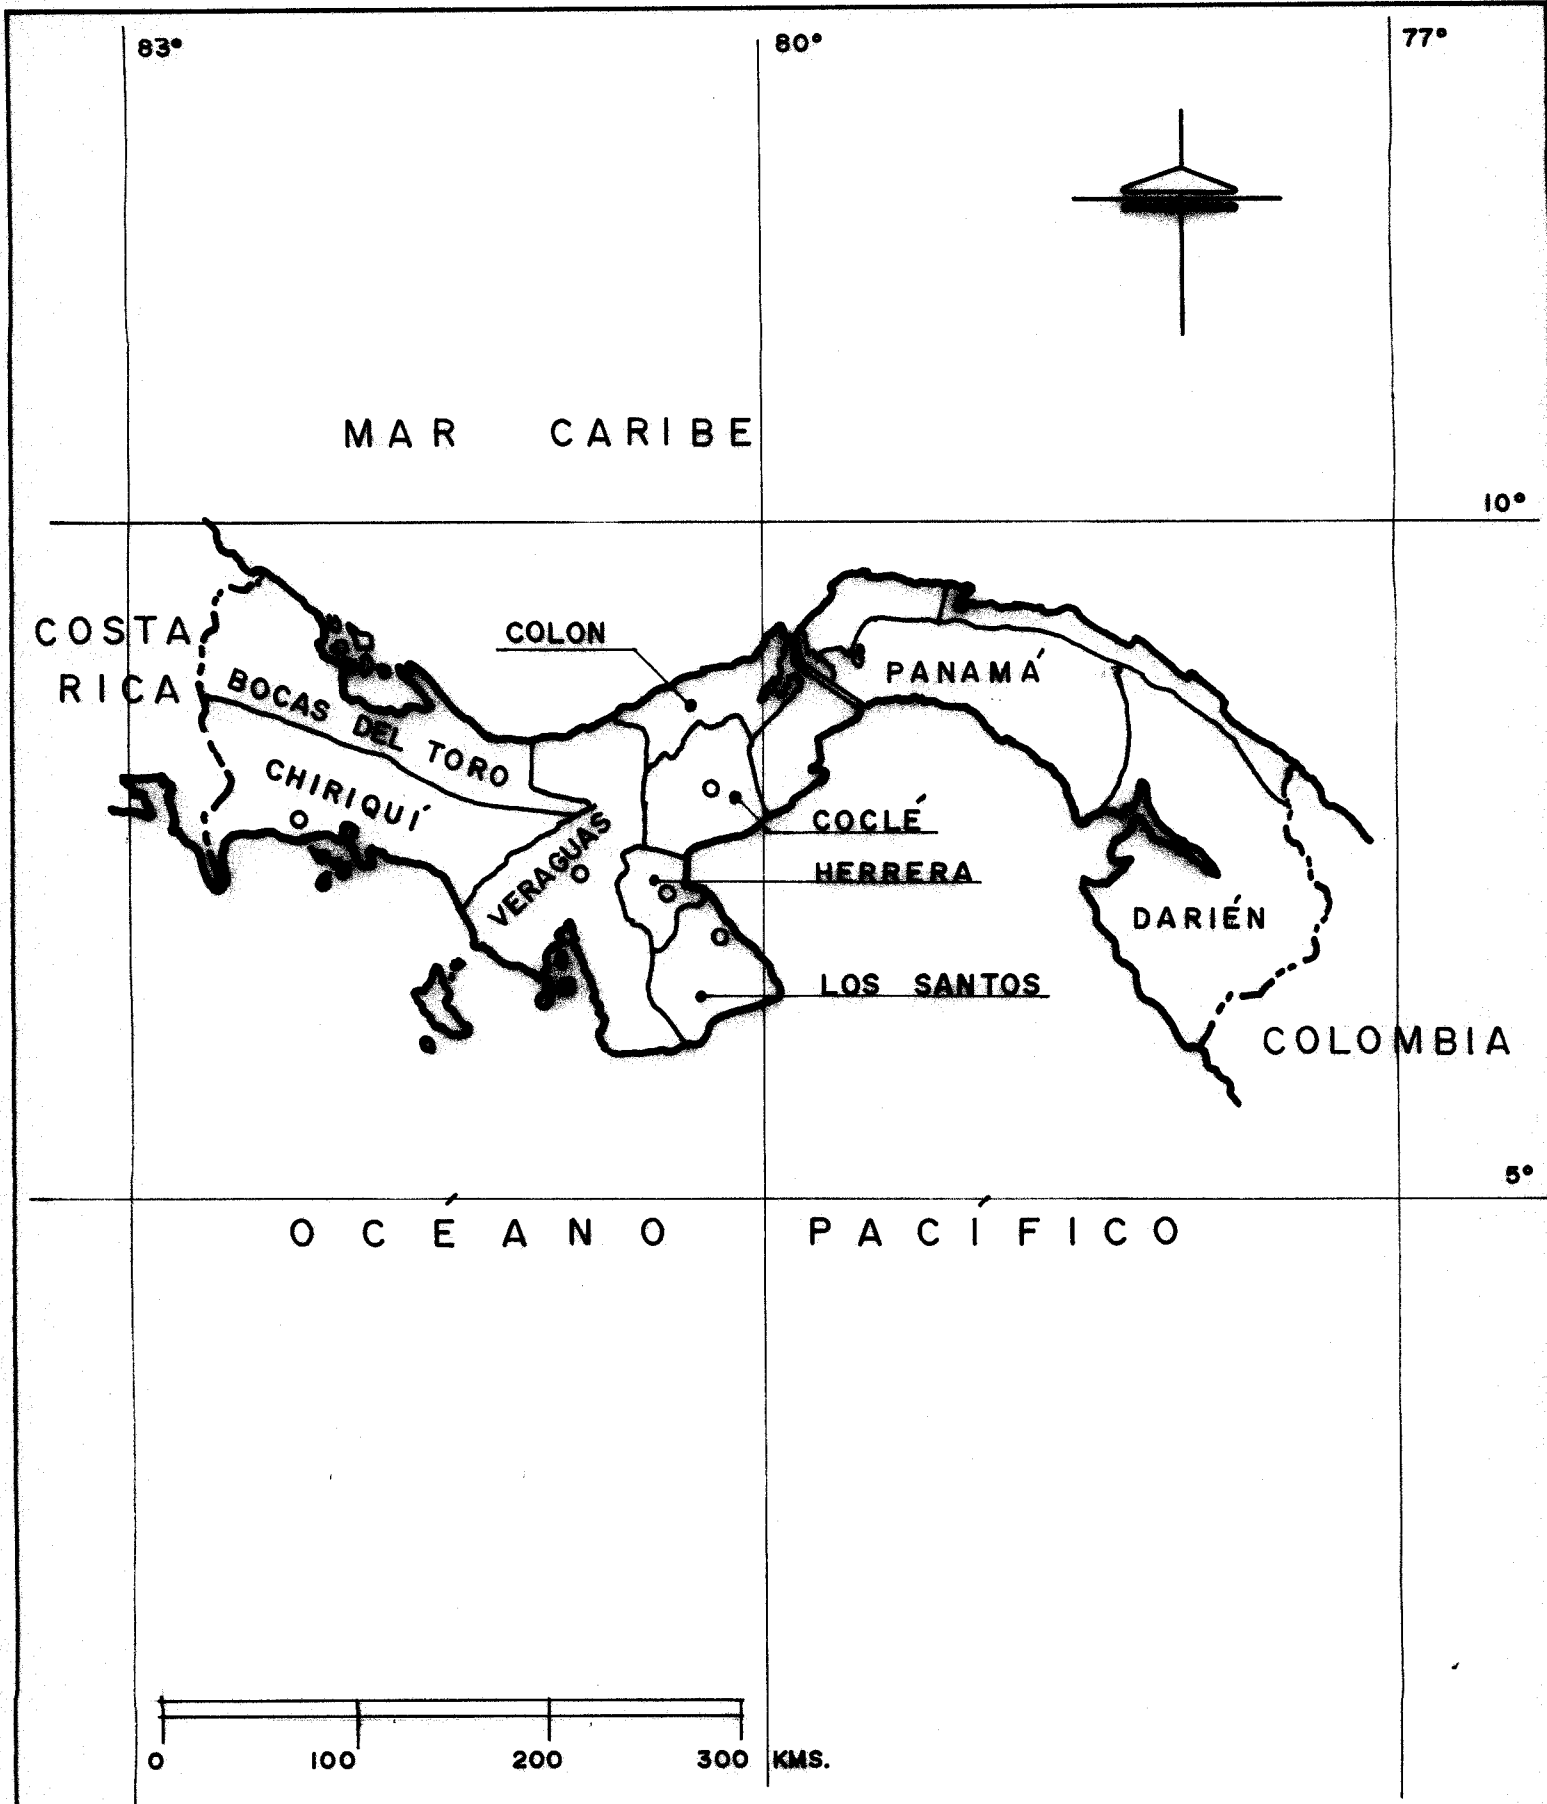 83°
80°
77°
MAR CARIBE
10°
COSTA
RICA
COLON
PANAMÁ
BOCAS DEL TORO
CHIRIQUÍ
VERAGUAS
COCLÉ
HERRERA
DARIÉN
LOS SANTOS
COLOMBIA
5°
OCÉANO PACÍFICO
0 100 200 300 KMS.